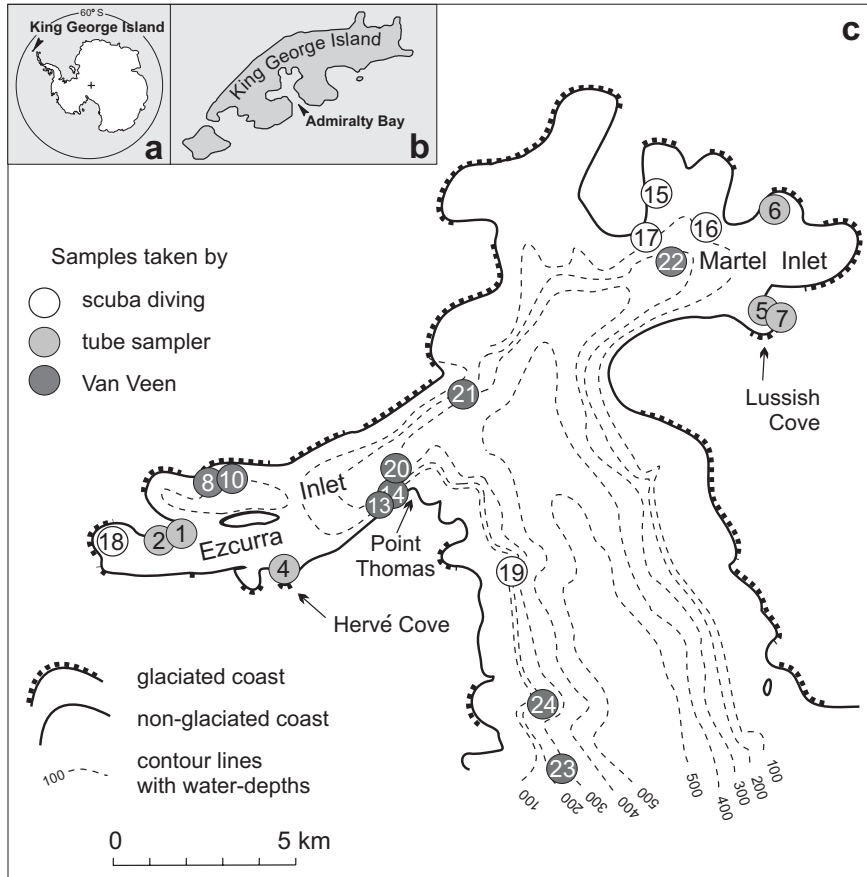 60° S
King George Island
a
King George Island
Admiralty Bay
b
c
Samples taken by
scuba diving
tube sampler
Van Veen
15
6
16
17
22
Martel Inlet
5
7
Lussish
Cove
21
20
8
10
Inlet
14
13
1
2
18
Ezcurra
Point
Thomas
4
19
Hervé Cove
glaciated coast
non-glaciated coast
100
contour lines
with water-depths
24
23
100
200
300
400
500
500
400
300
200
100
0
5 km